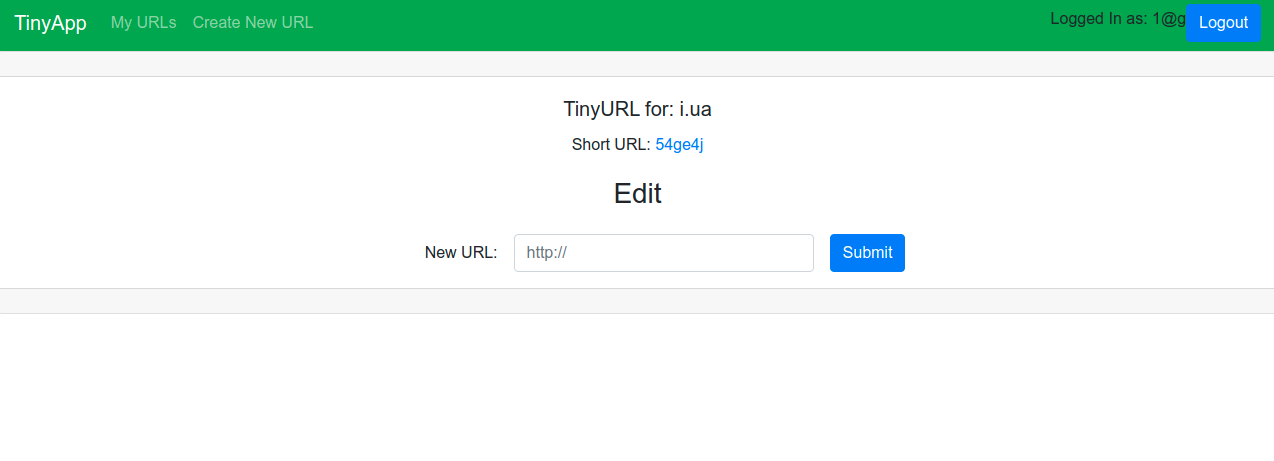 TinyApp My URLs Create New URL Logged In as: 1@g Logout
TinyURL for: i.ua
Short URL: 54ge4j
Edit
New URL: http:// Submit